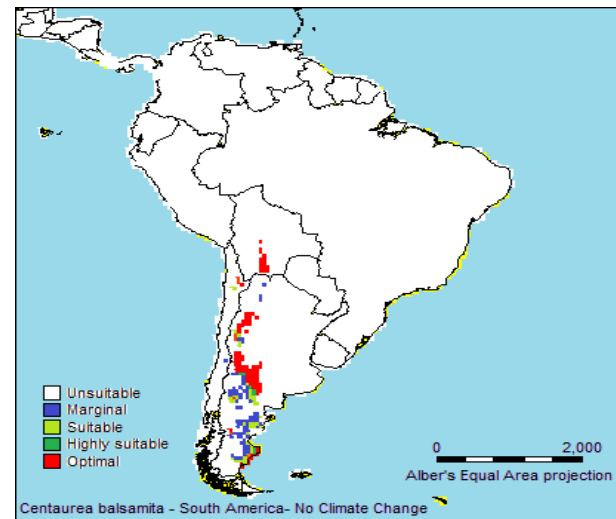 Unsuitable
Marginal
Suitable
Highly suitable
Optimal
0 2,000
Alber's Equal Area projection
Centaurea balsamita - South America- No Climate Change